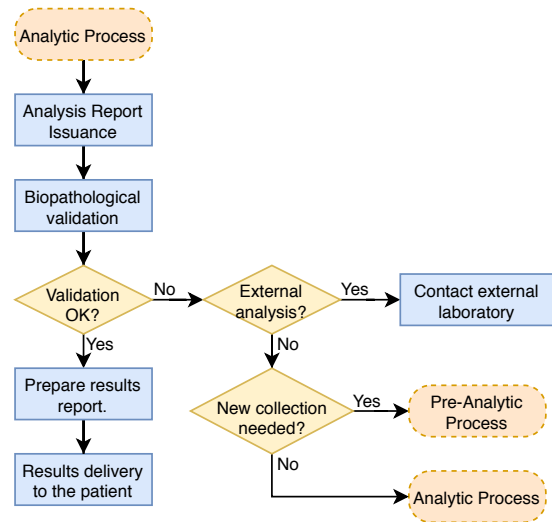 Analytic Process
Analysis Report
Issuance
Biopathological
validation
Validation
OK?
No
External
analysis?
Yes
Contact external
laboratory
Yes
No
Prepare results
report.
New collection
needed?
Yes
Pre-Analytic
Process
Results delivery
to the patient
No
Analytic Process